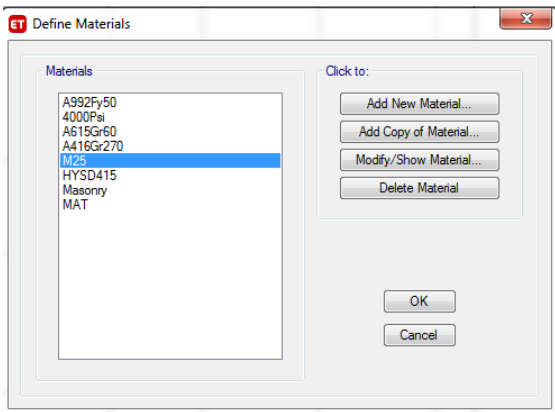 ET Define Materials
Materials
A992Fy50
4000Psi
A615Gr60
A416Gr270
M25
HYSD415
Masonry
MAT
Click to:
Add New Material...
Add Copy of Material...
Modify/Show Material...
Delete Material
OK
Cancel